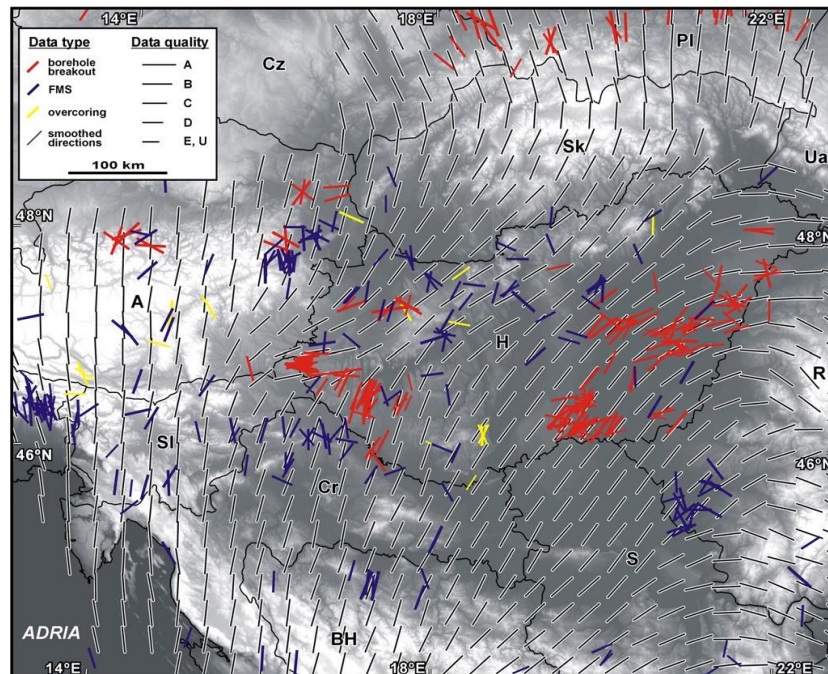 14°E 18°E 22°E
Data type Data quality
borehole breakout
FMS
overcoring
smoothed directions
A
B
C
D
E, U
100 km
Cz
Pl
Sk
Ua
48°N
48°N
A
H
R
Sl
46°N
46°N
Cr
S
ADRIA
BH
14°E 18°E 22°E